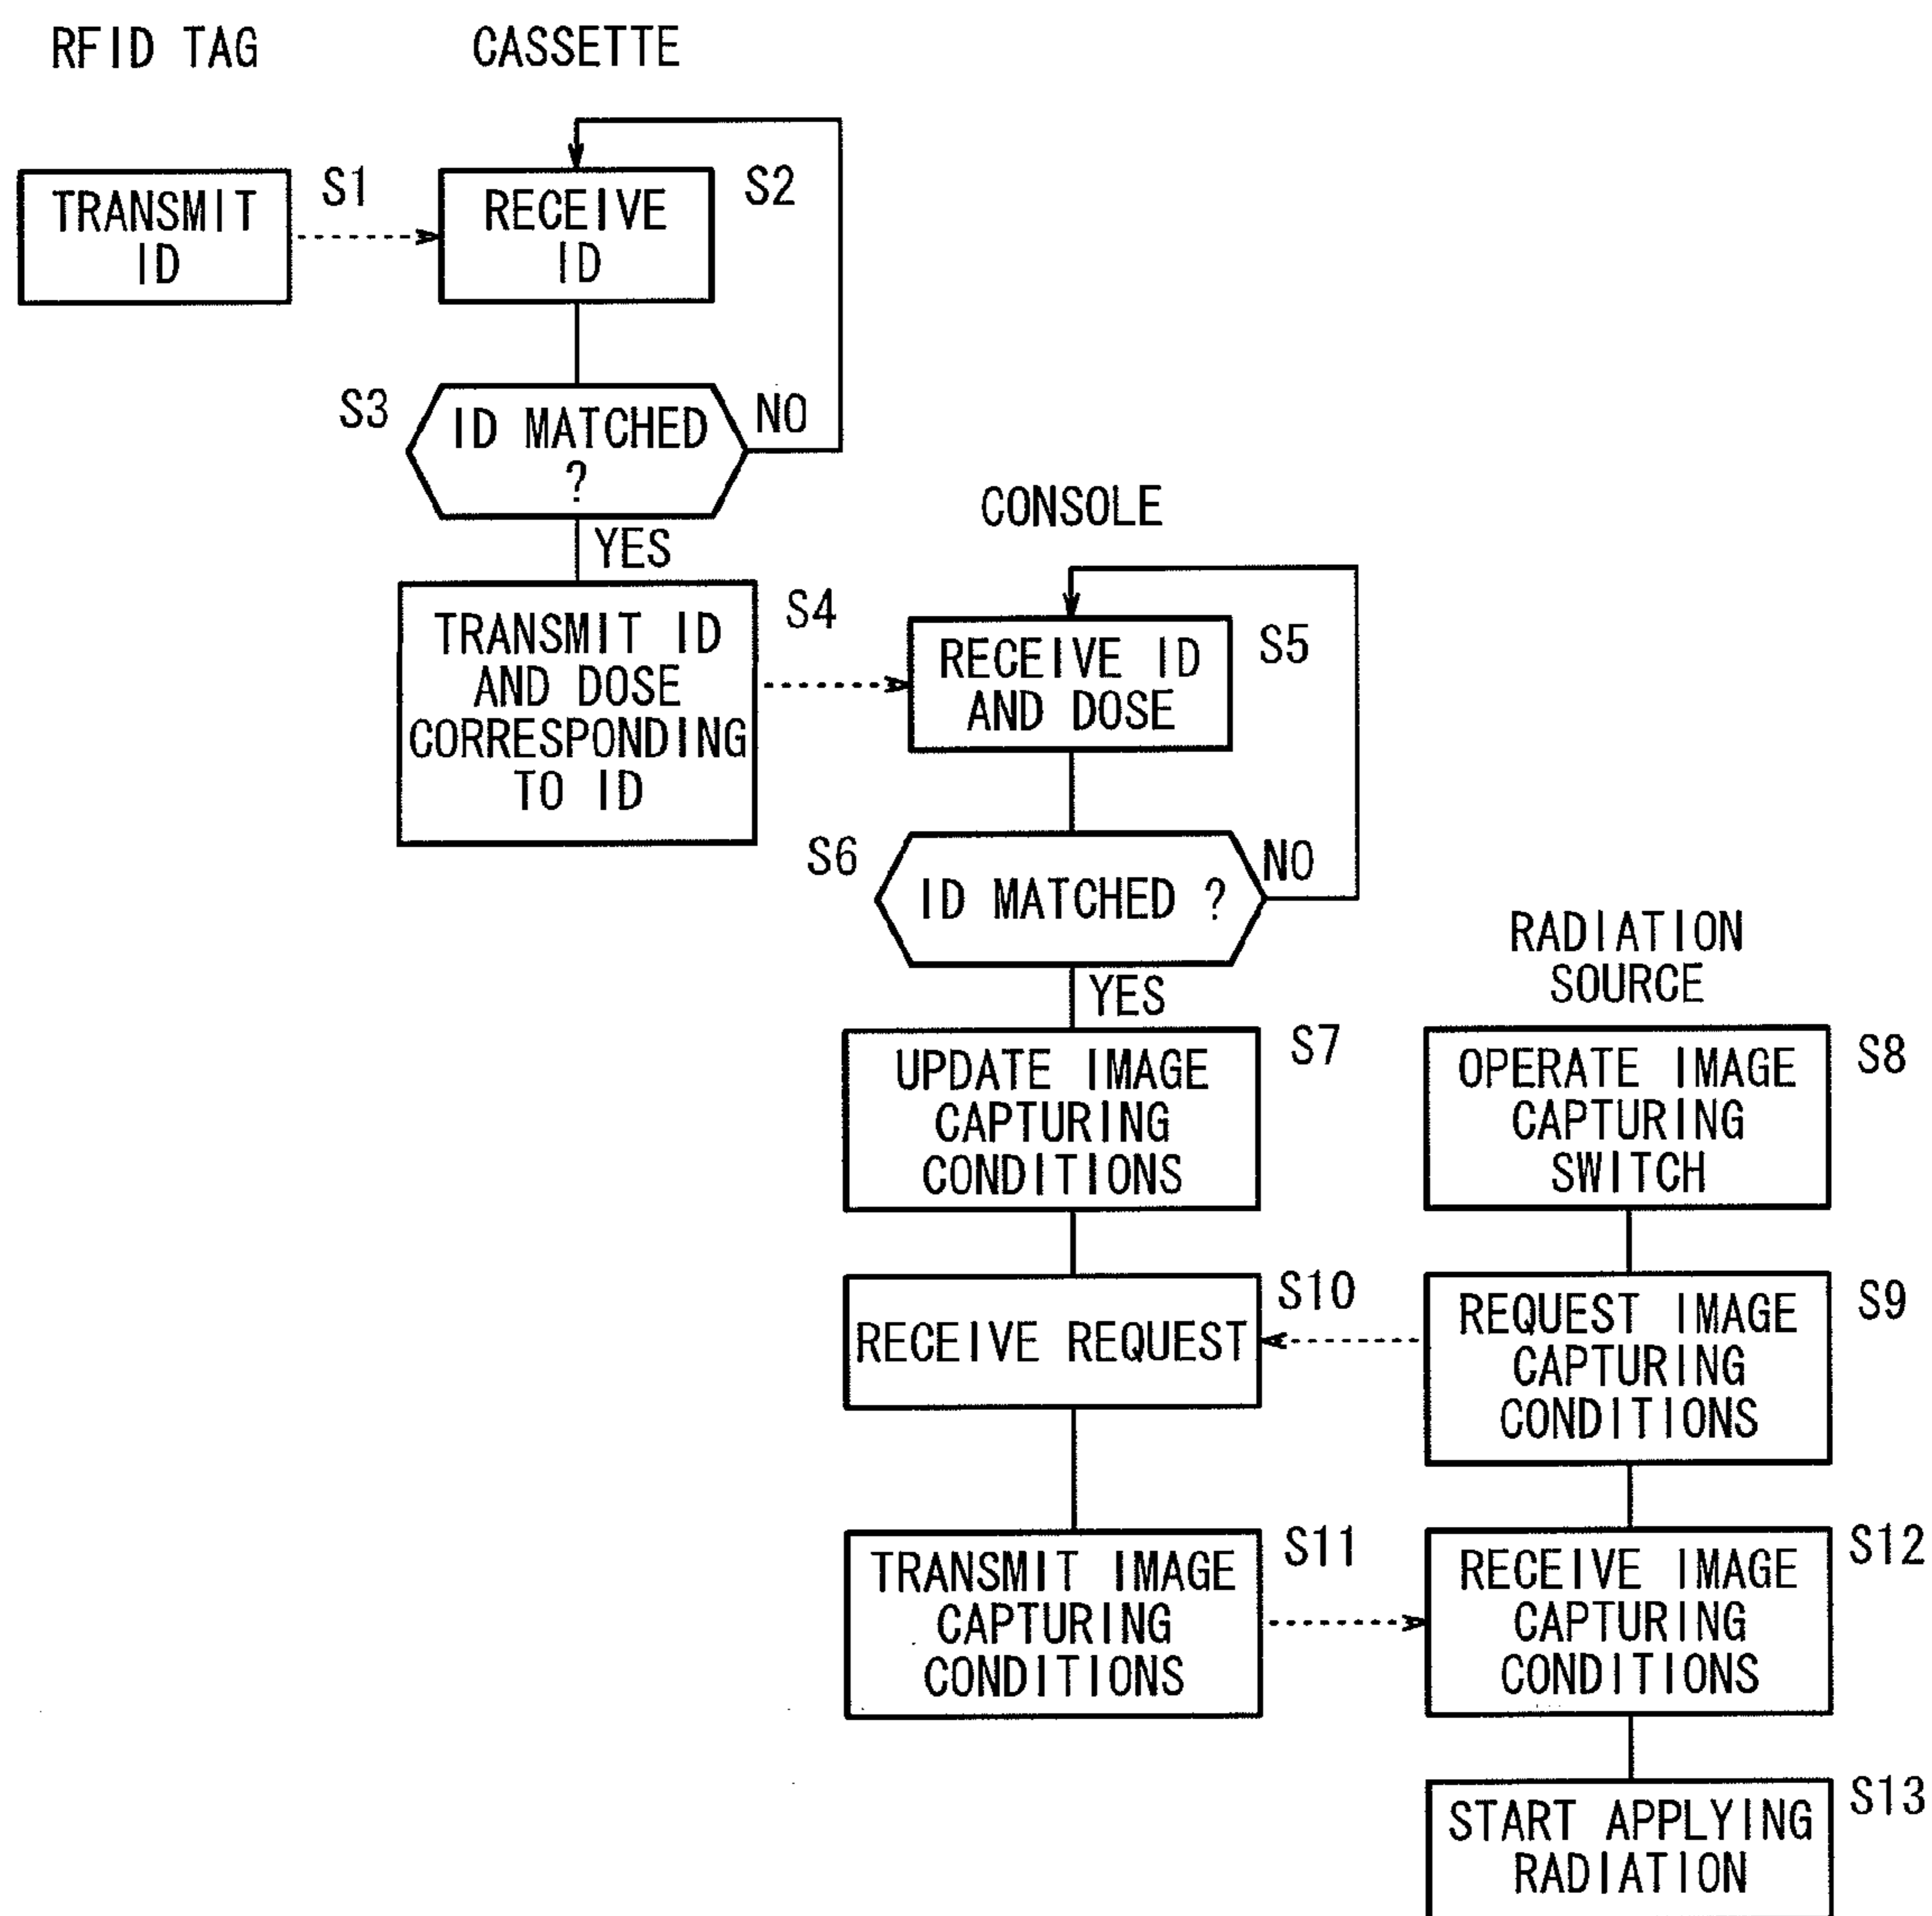 RFID TAG
CASSETTE
TRANSMIT
ID
S1
RECEIVE
ID
S2
S3
ID MATCHED
?
NO
YES
TRANSMIT ID
AND DOSE
CORRESPONDING
TO ID
S4
CONSOLE
RECEIVE ID
AND DOSE
S5
S6
ID MATCHED ?
NO
YES
UPDATE IMAGE
CAPTURING
CONDITIONS
S7
RADIATION
SOURCE
OPERATE IMAGE
CAPTURING
SWITCH
S8
RECEIVE REQUEST
S10
REQUEST IMAGE
CAPTURING
CONDITIONS
S9
TRANSMIT IMAGE
CAPTURING
CONDITIONS
S11
RECEIVE IMAGE
CAPTURING
CONDITIONS
S12
START APPLYING
RADIATION
S13